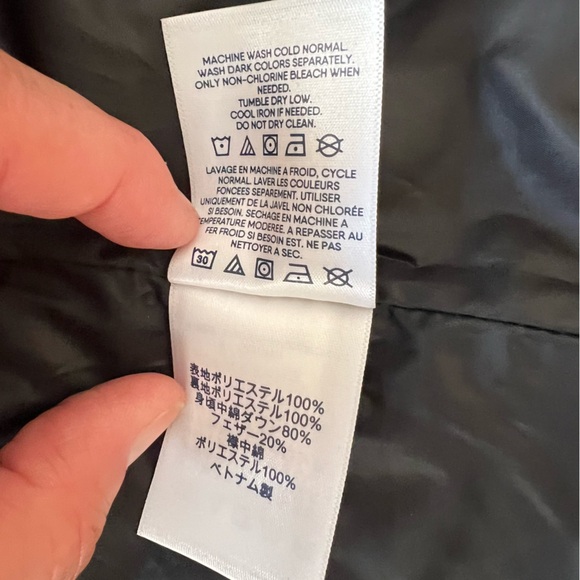 MACHINE WASH COLD NORMAL.
WASH DARK COLORS SEPARATELY.
ONLY NON-CHLORINE BLEACH WHEN
NEEDED.
TUMBLE DRY LOW.
COOL IRON IF NEEDED.
DO NOT DRY CLEAN.
LAVAGE EN MACHINE A FROID, CYCLE
NORMAL. LAVER LES COULEURS
FONCEES SEPAREMENT. UTILISER
UNIQUEMENT DE LA JAVEL NON CHLORÉE
SI BESOIN. SECHAGE EN MACHINE A
TEMPERATURE MODEREE. A REPASSER AU
FER FROID SI BESOIN EST. NE PAS
NETTOYER A SEC.
30
表地ポリエステル100%
裏地ポリエステル100%
身頃中綿ダウン80%
フェザー20%
襟中綿
ポリエステル100%
ベトナム製